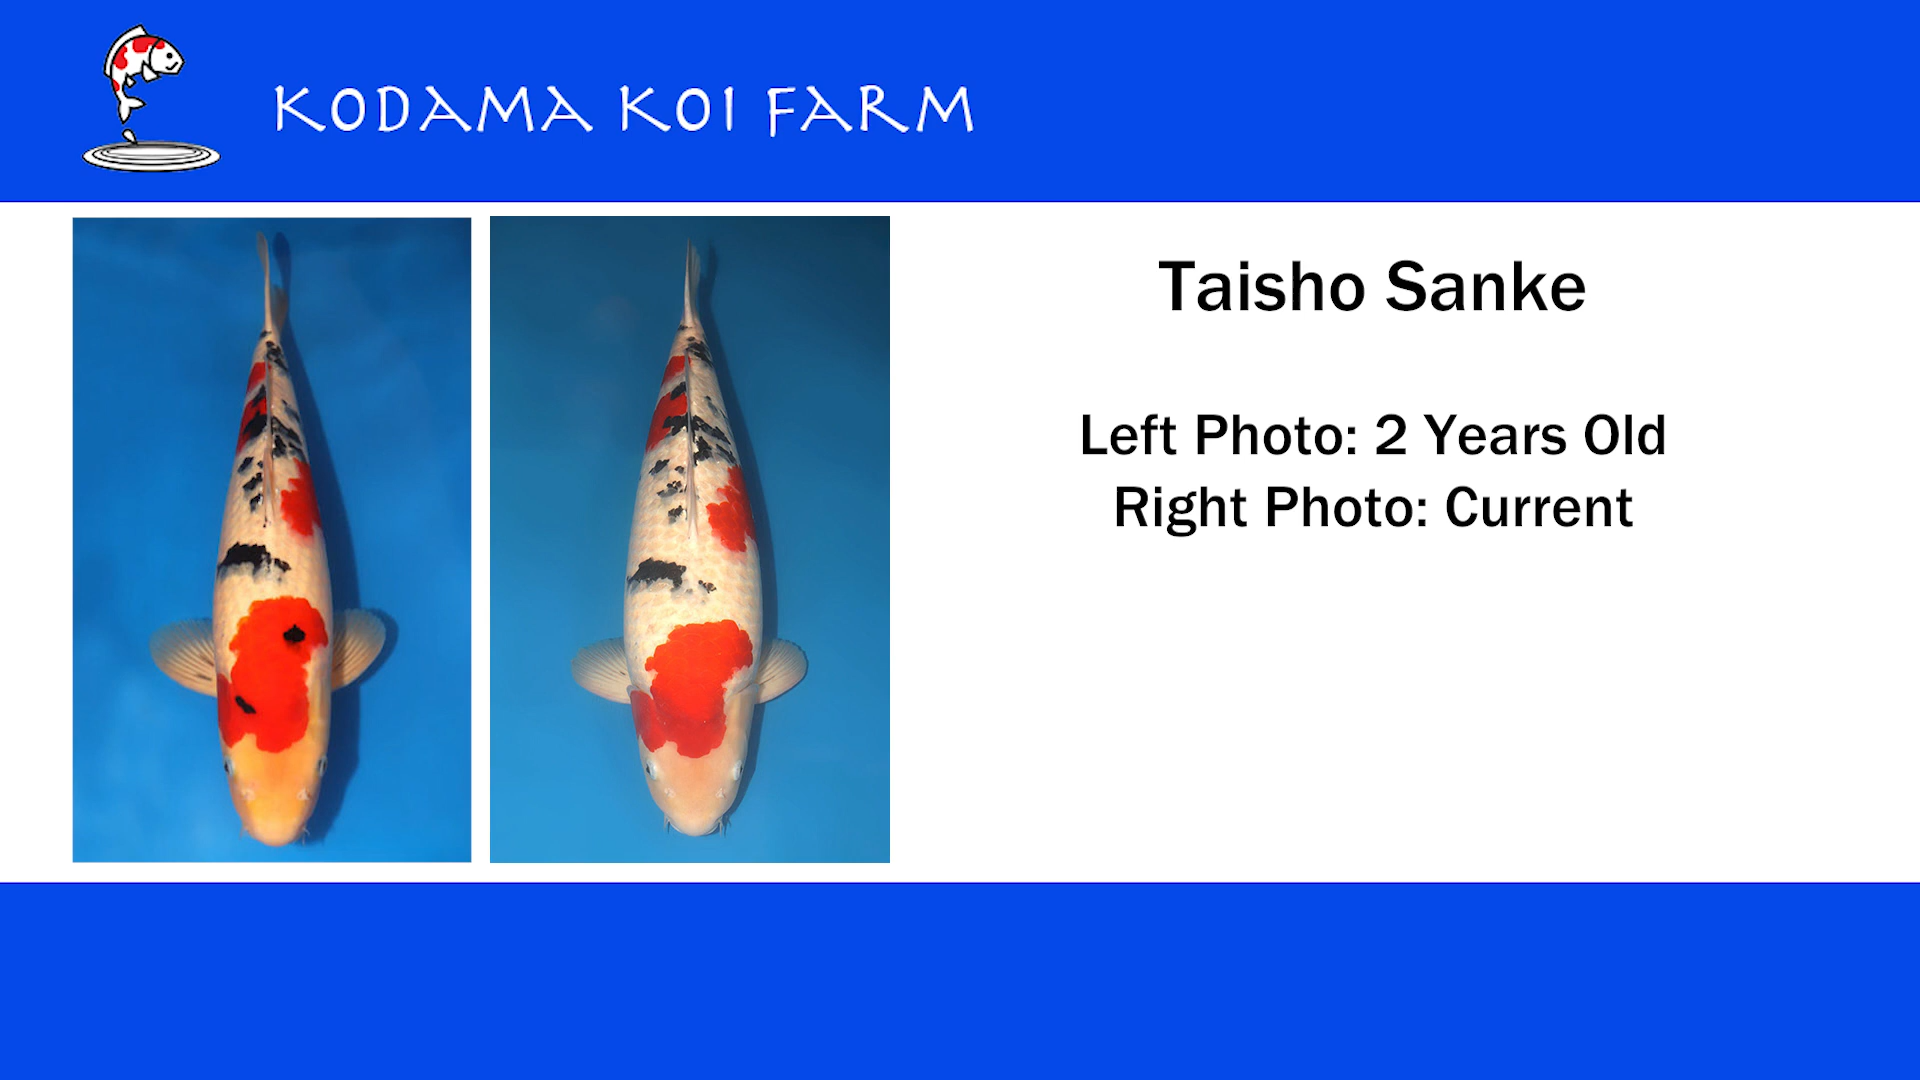 KODAMA KOI FARM
Taisho Sanke
Left Photo: 2 Years Old
Right Photo: Current